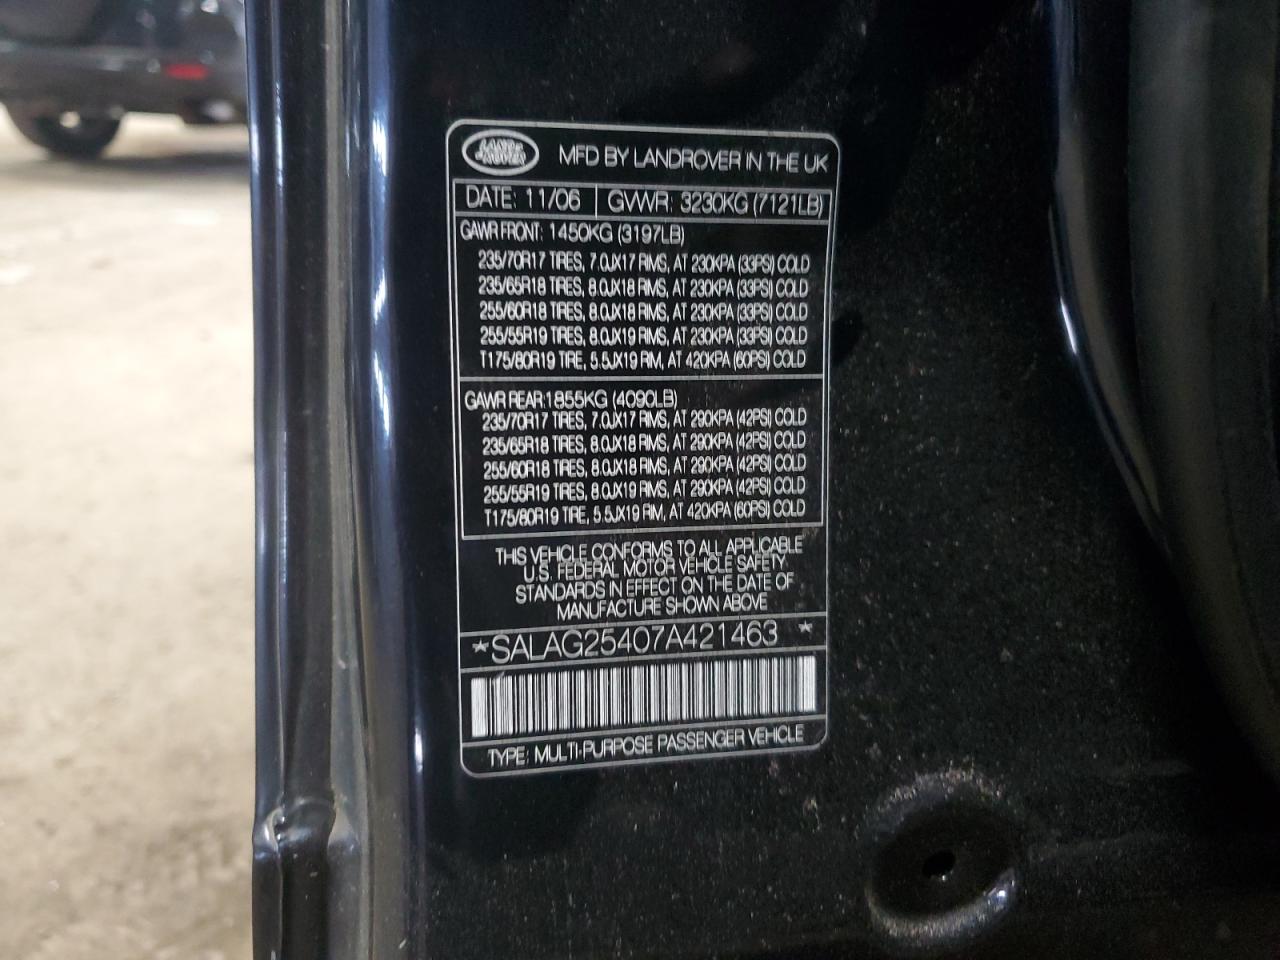 LAND ROVER MFD BY LANDROVER IN THE UK
DATE: 11/06 GVWR: 3230KG (7121LB)
GAWR FRONT: 1450KG (3197LB)
235/70R17 TIRES, 7.0JX17 RIMS, AT 230KPA (33PSI) COLD
235/65R18 TIRES, 8.0JX18 RIMS, AT 230KPA (33PSI) COLD
255/60R18 TIRES, 8.0JX18 RIMS, AT 230KPA (33PSI) COLD
255/55R19 TIRES, 8.0JX19 RIMS, AT 230KPA (33PSI) COLD
T175/80R19 TIRE, 5.5JX19 RIM, AT 420KPA (60PSI) COLD
GAWR REAR:1855KG (4090LB)
235/70R17 TIRES, 7.0JX17 RIMS, AT 290KPA (42PSI) COLD
235/65R18 TIRES, 8.0JX18 RIMS, AT 290KPA (42PSI) COLD
255/60R18 TIRES, 8.0JX18 RIMS, AT 290KPA (42PSI) COLD
255/55R19 TIRES, 8.0JX19 RIMS, AT 290KPA (42PSI) COLD
T175/80R19 TIRE, 5.5JX19 RIM, AT 420KPA (60PSI) COLD
THIS VEHICLE CONFORMS TO ALL APPLICABLE
U.S. FEDERAL MOTOR VEHICLE SAFETY
STANDARDS IN EFFECT ON THE DATE OF
MANUFACTURE SHOWN ABOVE
*SALAG25407A421463 *
TYPE: MULTI-PURPOSE PASSENGER VEHICLE